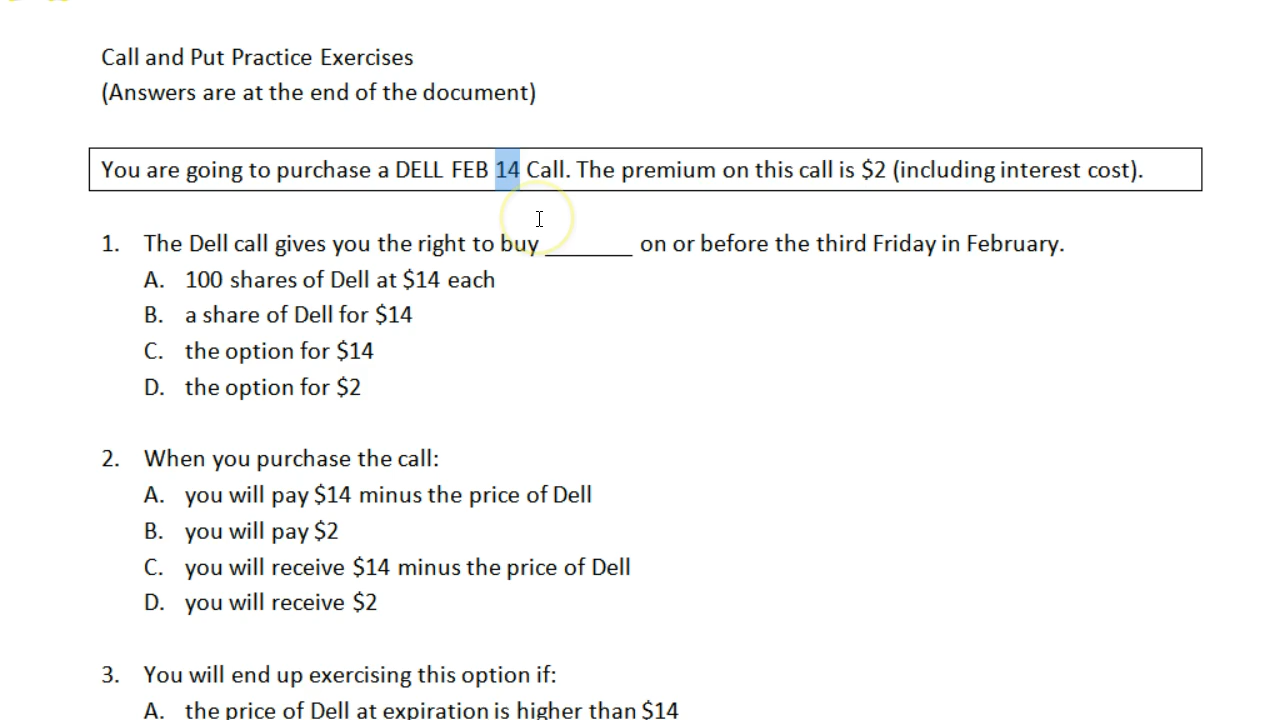 Call and Put Practice Exercises
(Answers are at the end of the document)
You are going to purchase a DELL FEB 14 Call. The premium on this call is $2 (including interest cost).
1. The Dell call gives you the right to buy _______ on or before the third Friday in February.
A. 100 shares of Dell at $14 each
B. a share of Dell for $14
C. the option for $14
D. the option for $2
2. When you purchase the call:
A. you will pay $14 minus the price of Dell
B. you will pay $2
C. you will receive $14 minus the price of Dell
D. you will receive $2
3. You will end up exercising this option if:
A. the price of Dell at expiration is higher than $14